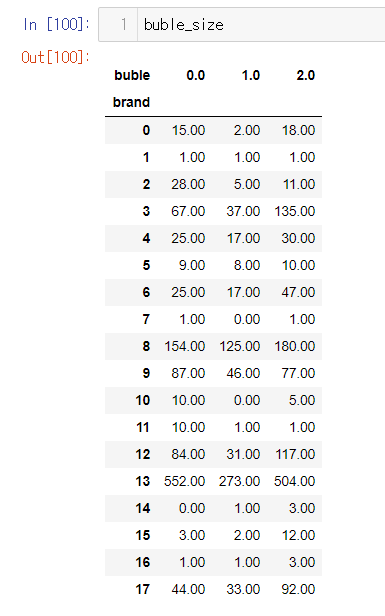 In [100]: 1 buble_size
Out[100]:
buble 0.0 1.0 2.0
brand
0 15.00 2.00 18.00
1 1.00 1.00 1.00
2 28.00 5.00 11.00
3 67.00 37.00 135.00
4 25.00 17.00 30.00
5 9.00 8.00 10.00
6 25.00 17.00 47.00
7 1.00 0.00 1.00
8 154.00 125.00 180.00
9 87.00 46.00 77.00
10 10.00 0.00 5.00
11 10.00 1.00 1.00
12 84.00 31.00 117.00
13 552.00 273.00 504.00
14 0.00 1.00 3.00
15 3.00 2.00 12.00
16 1.00 1.00 3.00
17 44.00 33.00 92.00